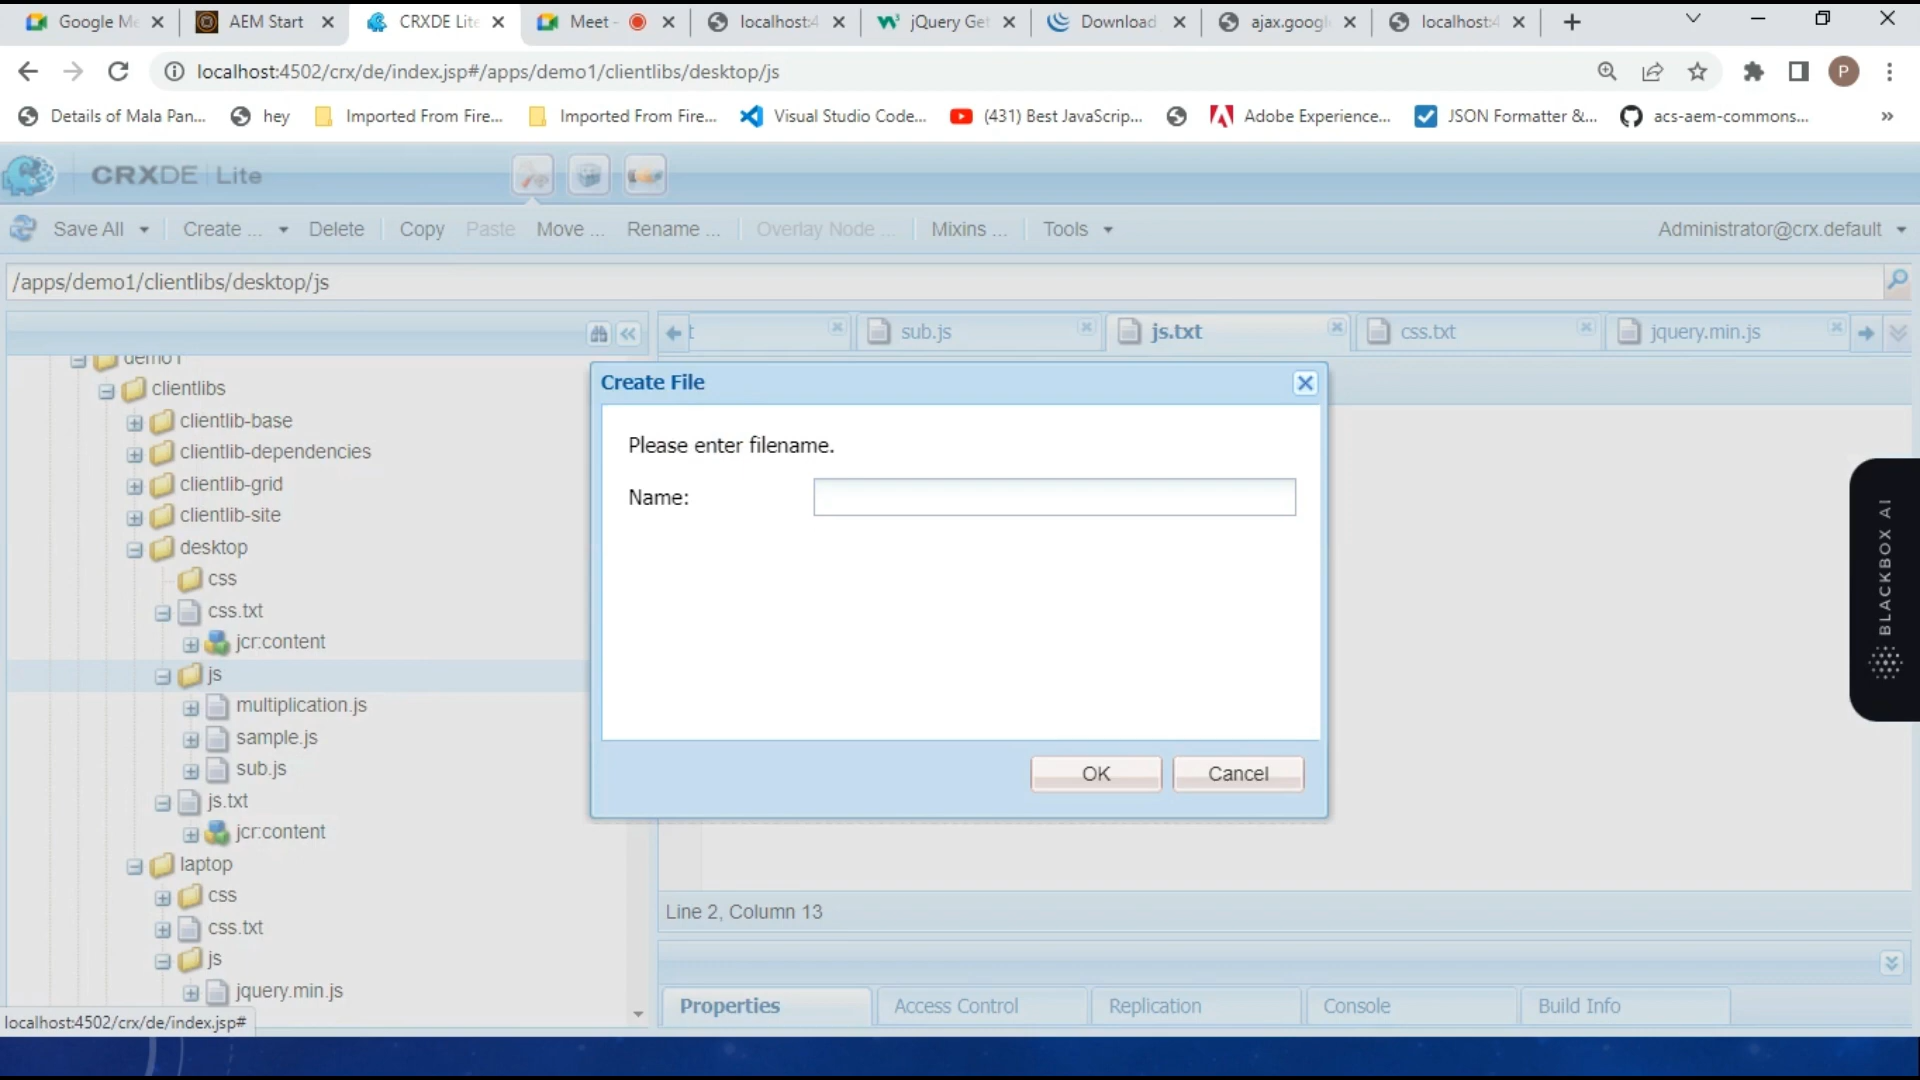 Google Me
AEM Start
CRXDE Lite
Meet -
localhost:4
jQuery Get
Download
ajax.google
localhost:4
localhost:4502/crx/de/index.jsp#/apps/demo1/clientlibs/desktop/js
P
Details of Mala Pan...
hey
Imported From Fire...
Imported From Fire...
Visual Studio Code...
(431) Best JavaScrip...
Adobe Experience...
JSON Formatter &...
acs-aem-commons...
»
CRXDE | Lite
Save All
Create ...
Delete
Copy
Paste
Move ...
Rename ...
Overlay Node ...
Mixins ...
Tools
Administrator@crx.default
/apps/demo1/clientlibs/desktop/js
t
sub.js
js.txt
css.txt
jquery.min.js
demo1
clientlibs
clientlib-base
clientlib-dependencies
clientlib-grid
clientlib-site
desktop
css
css.txt
jcr:content
js
multiplication.js
sample.js
sub.js
js.txt
jcr:content
laptop
css
css.txt
js
jquery.min.js
localhost:4502/crx/de/index.jsp#
Create File
Please enter filename.
Name:
OK
Cancel
BLACKBOX AI
Line 2, Column 13
Properties
Access Control
Replication
Console
Build Info